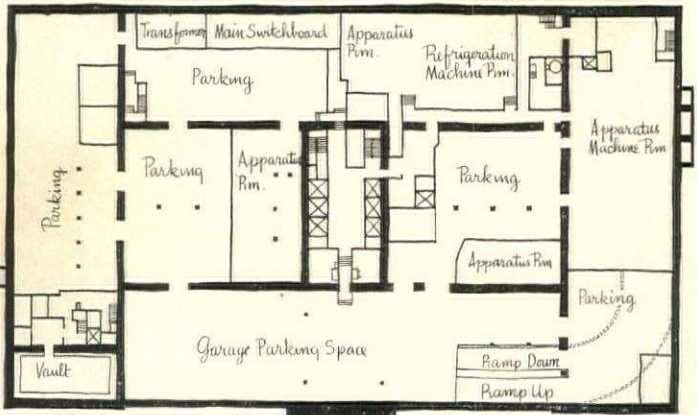 Transformer
Main Switchboard
Apparatus
Rm.
Refrigeration
Machine Rm.
Parking
Apparatus
Machine Rm
Parking
Apparatus
Rm.
Parking
Parking
Apparatus Rm
Parking
Garage Parking Space
Ramp Down
Ramp Up
Vault